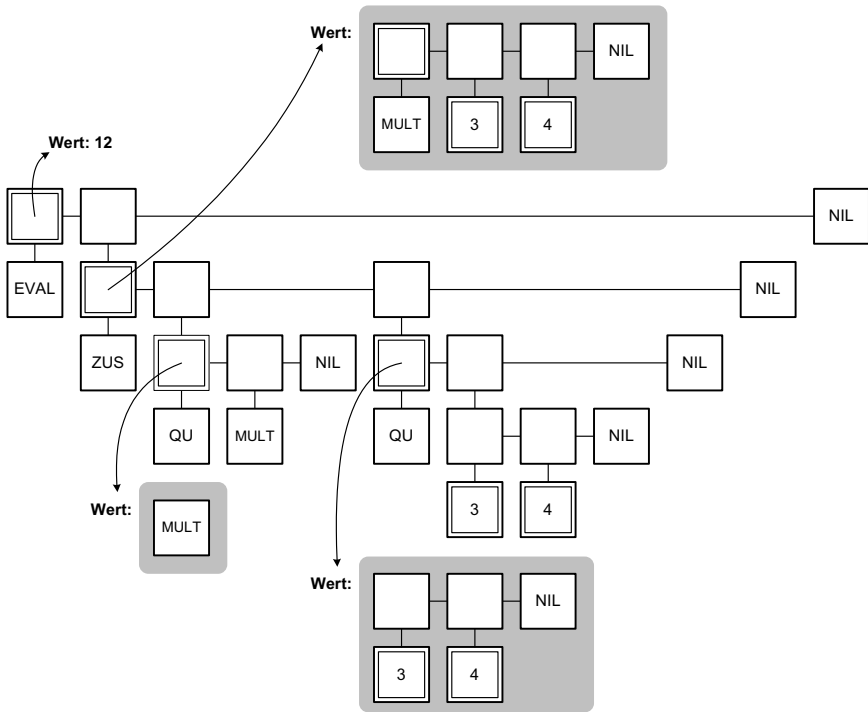 Wert:
NIL
MULT 3 4
Wert: 12
NIL
EVAL NIL
ZUS NIL NIL
QU MULT QU NIL
Wert: MULT 3 4
Wert: NIL
3 4